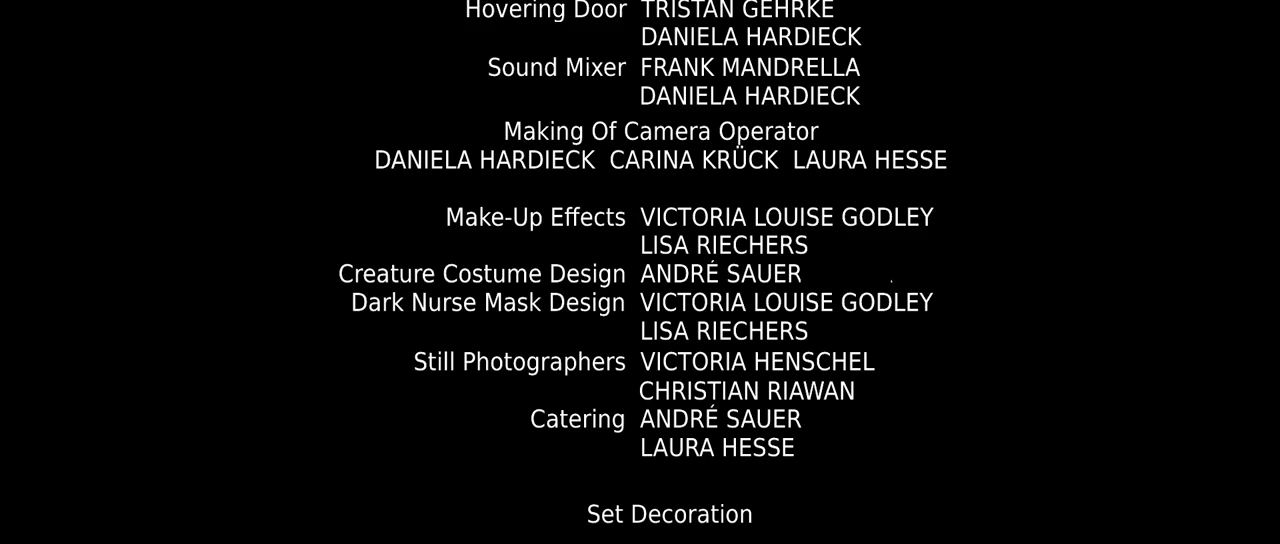 Hovering Door TRISTAN GEHRKE
DANIELA HARDIECK
Sound Mixer FRANK MANDRELLA
DANIELA HARDIECK
Making Of Camera Operator
DANIELA HARDIECK CARINA KRÜCK LAURA HESSE
Make-Up Effects VICTORIA LOUISE GODLEY
LISA RIECHERS
Creature Costume Design ANDRÉ SAUER
Dark Nurse Mask Design VICTORIA LOUISE GODLEY
LISA RIECHERS
Still Photographers VICTORIA HENSCHEL
CHRISTIAN RIAWAN
Catering ANDRÉ SAUER
LAURA HESSE
Set Decoration